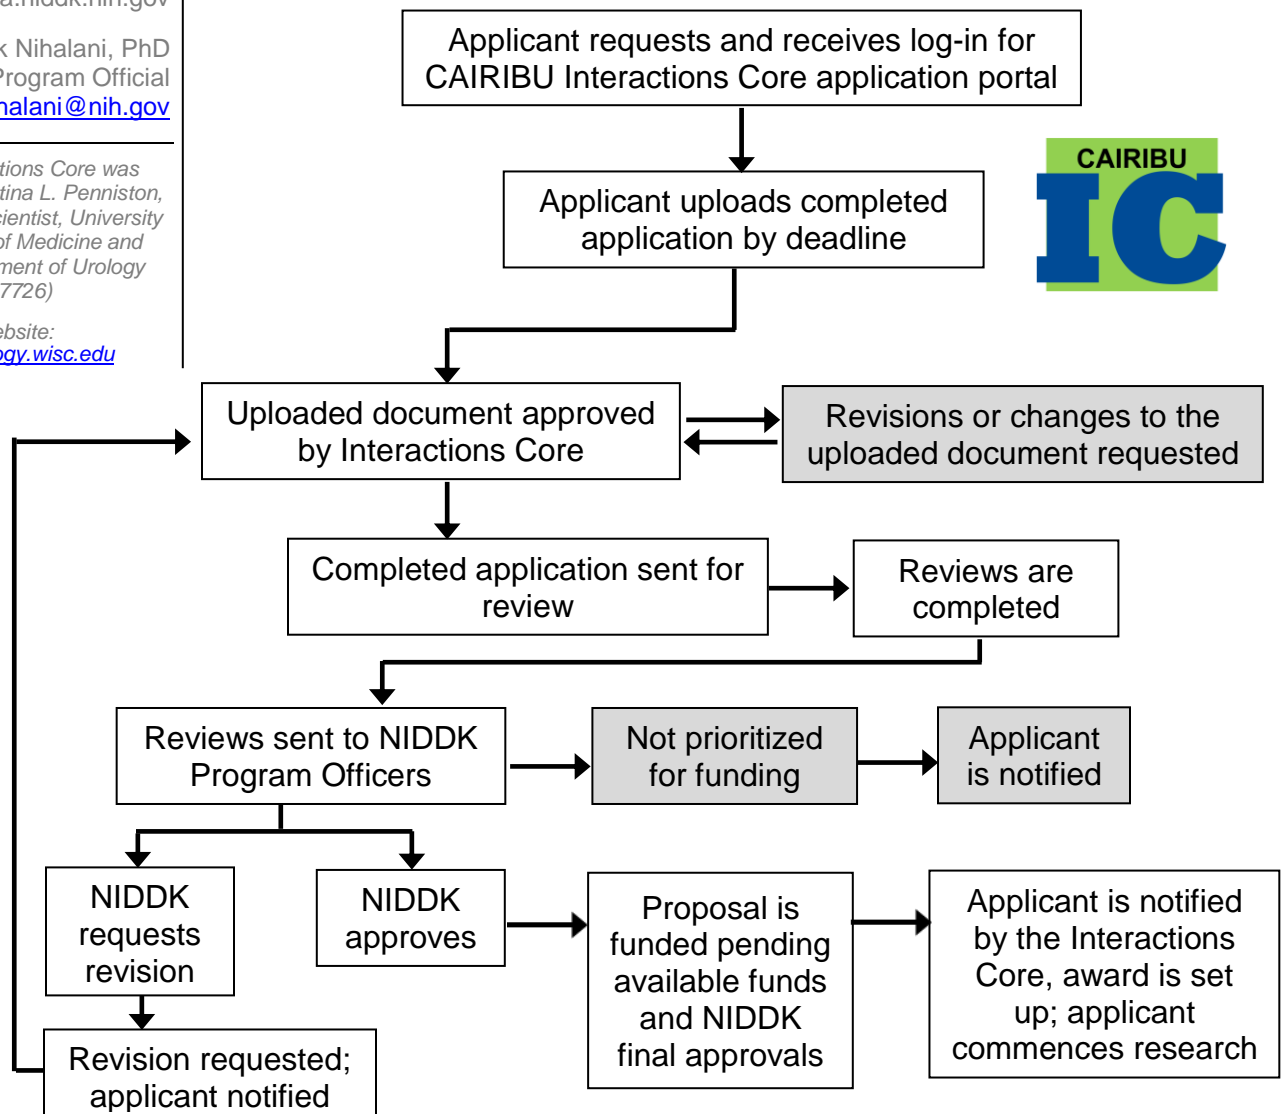 a.niddk.nih.gov
k Nihalani, PhD
Program Official
nalani@nih.gov
tions Core was
tina L. Penniston,
cientist, University
of Medicine and
ment of Urology
7726)
ebsite:
ogy.wisc.edu
Applicant requests and receives log-in for
CAIRIBU Interactions Core application portal
CAIRIBU
IC
Applicant uploads completed
application by deadline
Uploaded document approved
by Interactions Core
Revisions or changes to the
uploaded document requested
Completed application sent for
review
Reviews are
completed
Reviews sent to NIDDK
Program Officers
Not prioritized
for funding
Applicant
is notified
NIDDK
requests
revision
NIDDK
approves
Proposal is
funded pending
available funds
and NIDDK
final approvals
Applicant is notified
by the Interactions
Core, award is set
up; applicant
commences research
Revision requested;
applicant notified